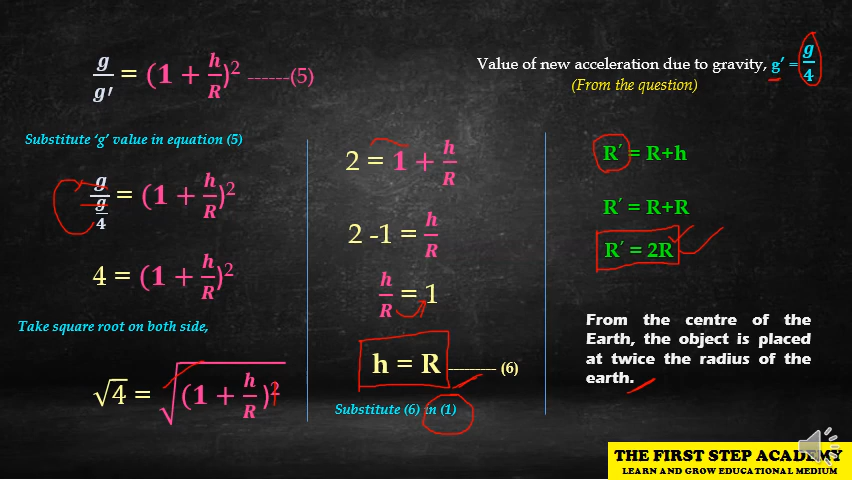 g/g′ = (1 + h/R)² ------(5)
Substitute ‘g’ value in equation (5)
g/(g/4) = (1 + h/R)²
4 = (1 + h/R)²
Take square root on both side,
√4 = √(1 + h/R)²
2 = 1 + h/R
2 -1 = h/R
h/R = 1
h = R --------- (6)
Substitute (6) in (1)
Value of new acceleration due to gravity, g′ = g/4
(From the question)
R′ = R+h
R′ = R+R
R′ = 2R
From the centre of the
Earth, the object is placed
at twice the radius of the
earth.
THE FIRST STEP ACADEMY
LEARN AND GROW EDUCATIONAL MEDIUM